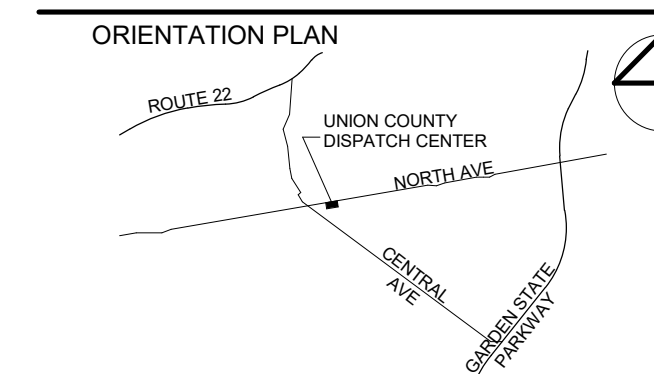 ORIENTATION PLAN
ROUTE 22
UNION COUNTY
DISPATCH CENTER
NORTH AVE
CENTRAL
AVE
GARDEN STATE
PARKWAY